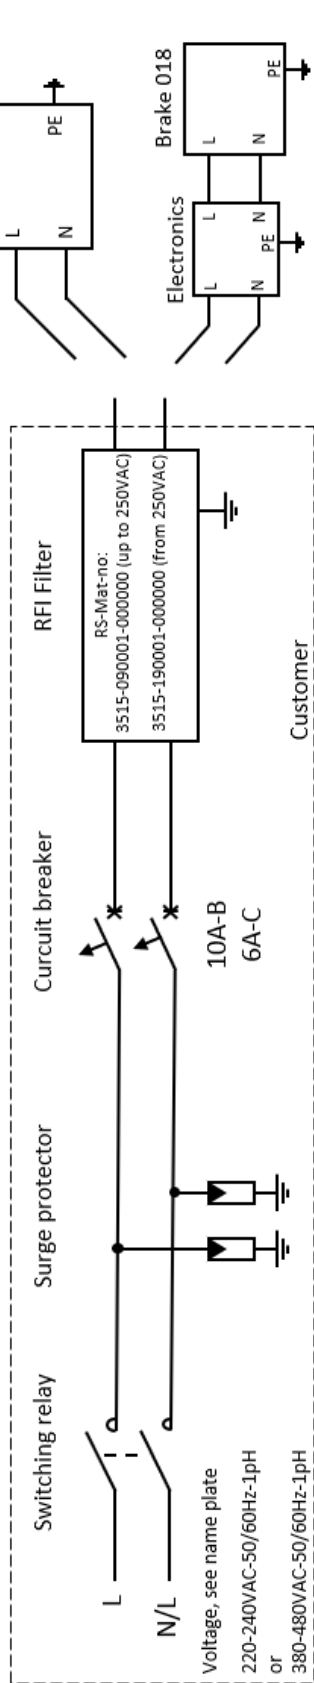 Switching relay
Surge protector
Curcuit breaker
RFI Filter
L
N/L
Voltage, see name plate
220-240VAC-50/60Hz-1pH
or
380-480VAC-50/60Hz-1pH
10A-B
6A-C
RS-Mat-no:
3515-090001-000000 (up to 250VAC)
3515-190001-000000 (from 250VAC)
Customer
L
N
PE
Electronics
L
N
PE
L
N
Brake 018
L
N
PE